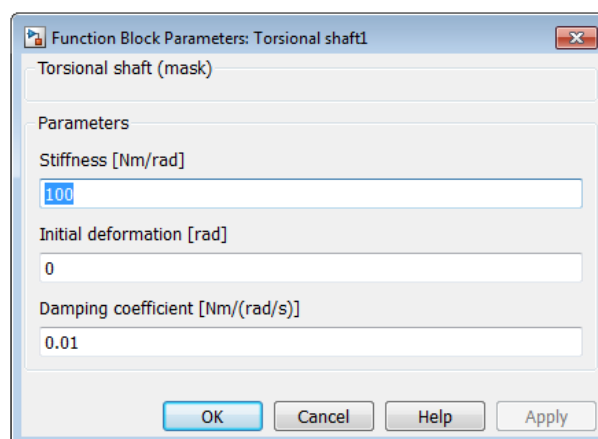 Function Block Parameters: Torsional shaft1
Torsional shaft (mask)
Parameters
Stiffness [Nm/rad]
100
Initial deformation [rad]
0
Damping coefficient [Nm/(rad/s)]
0.01
OK Cancel Help Apply